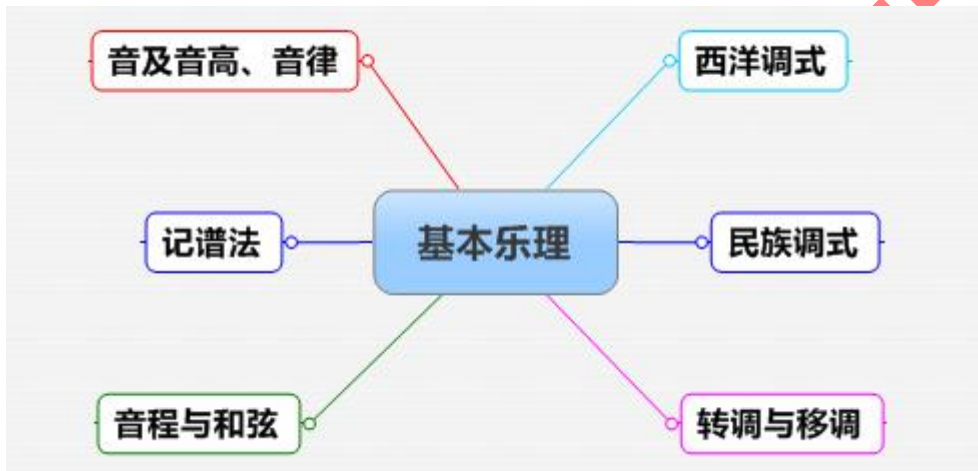 音及音高、音律
西洋调式
记谱法
基本乐理
民族调式
音程与和弦
转调与移调